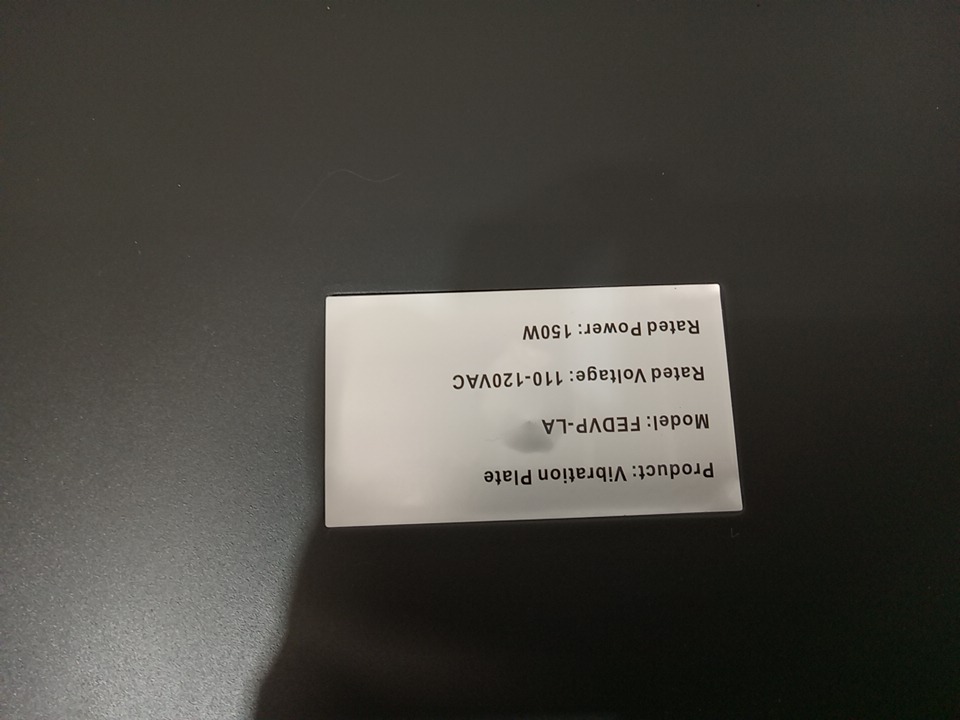 Product: Vibration Plate
Model: FEDVP-LA
Rated Voltage: 110-120VAC
Rated Power: 150W